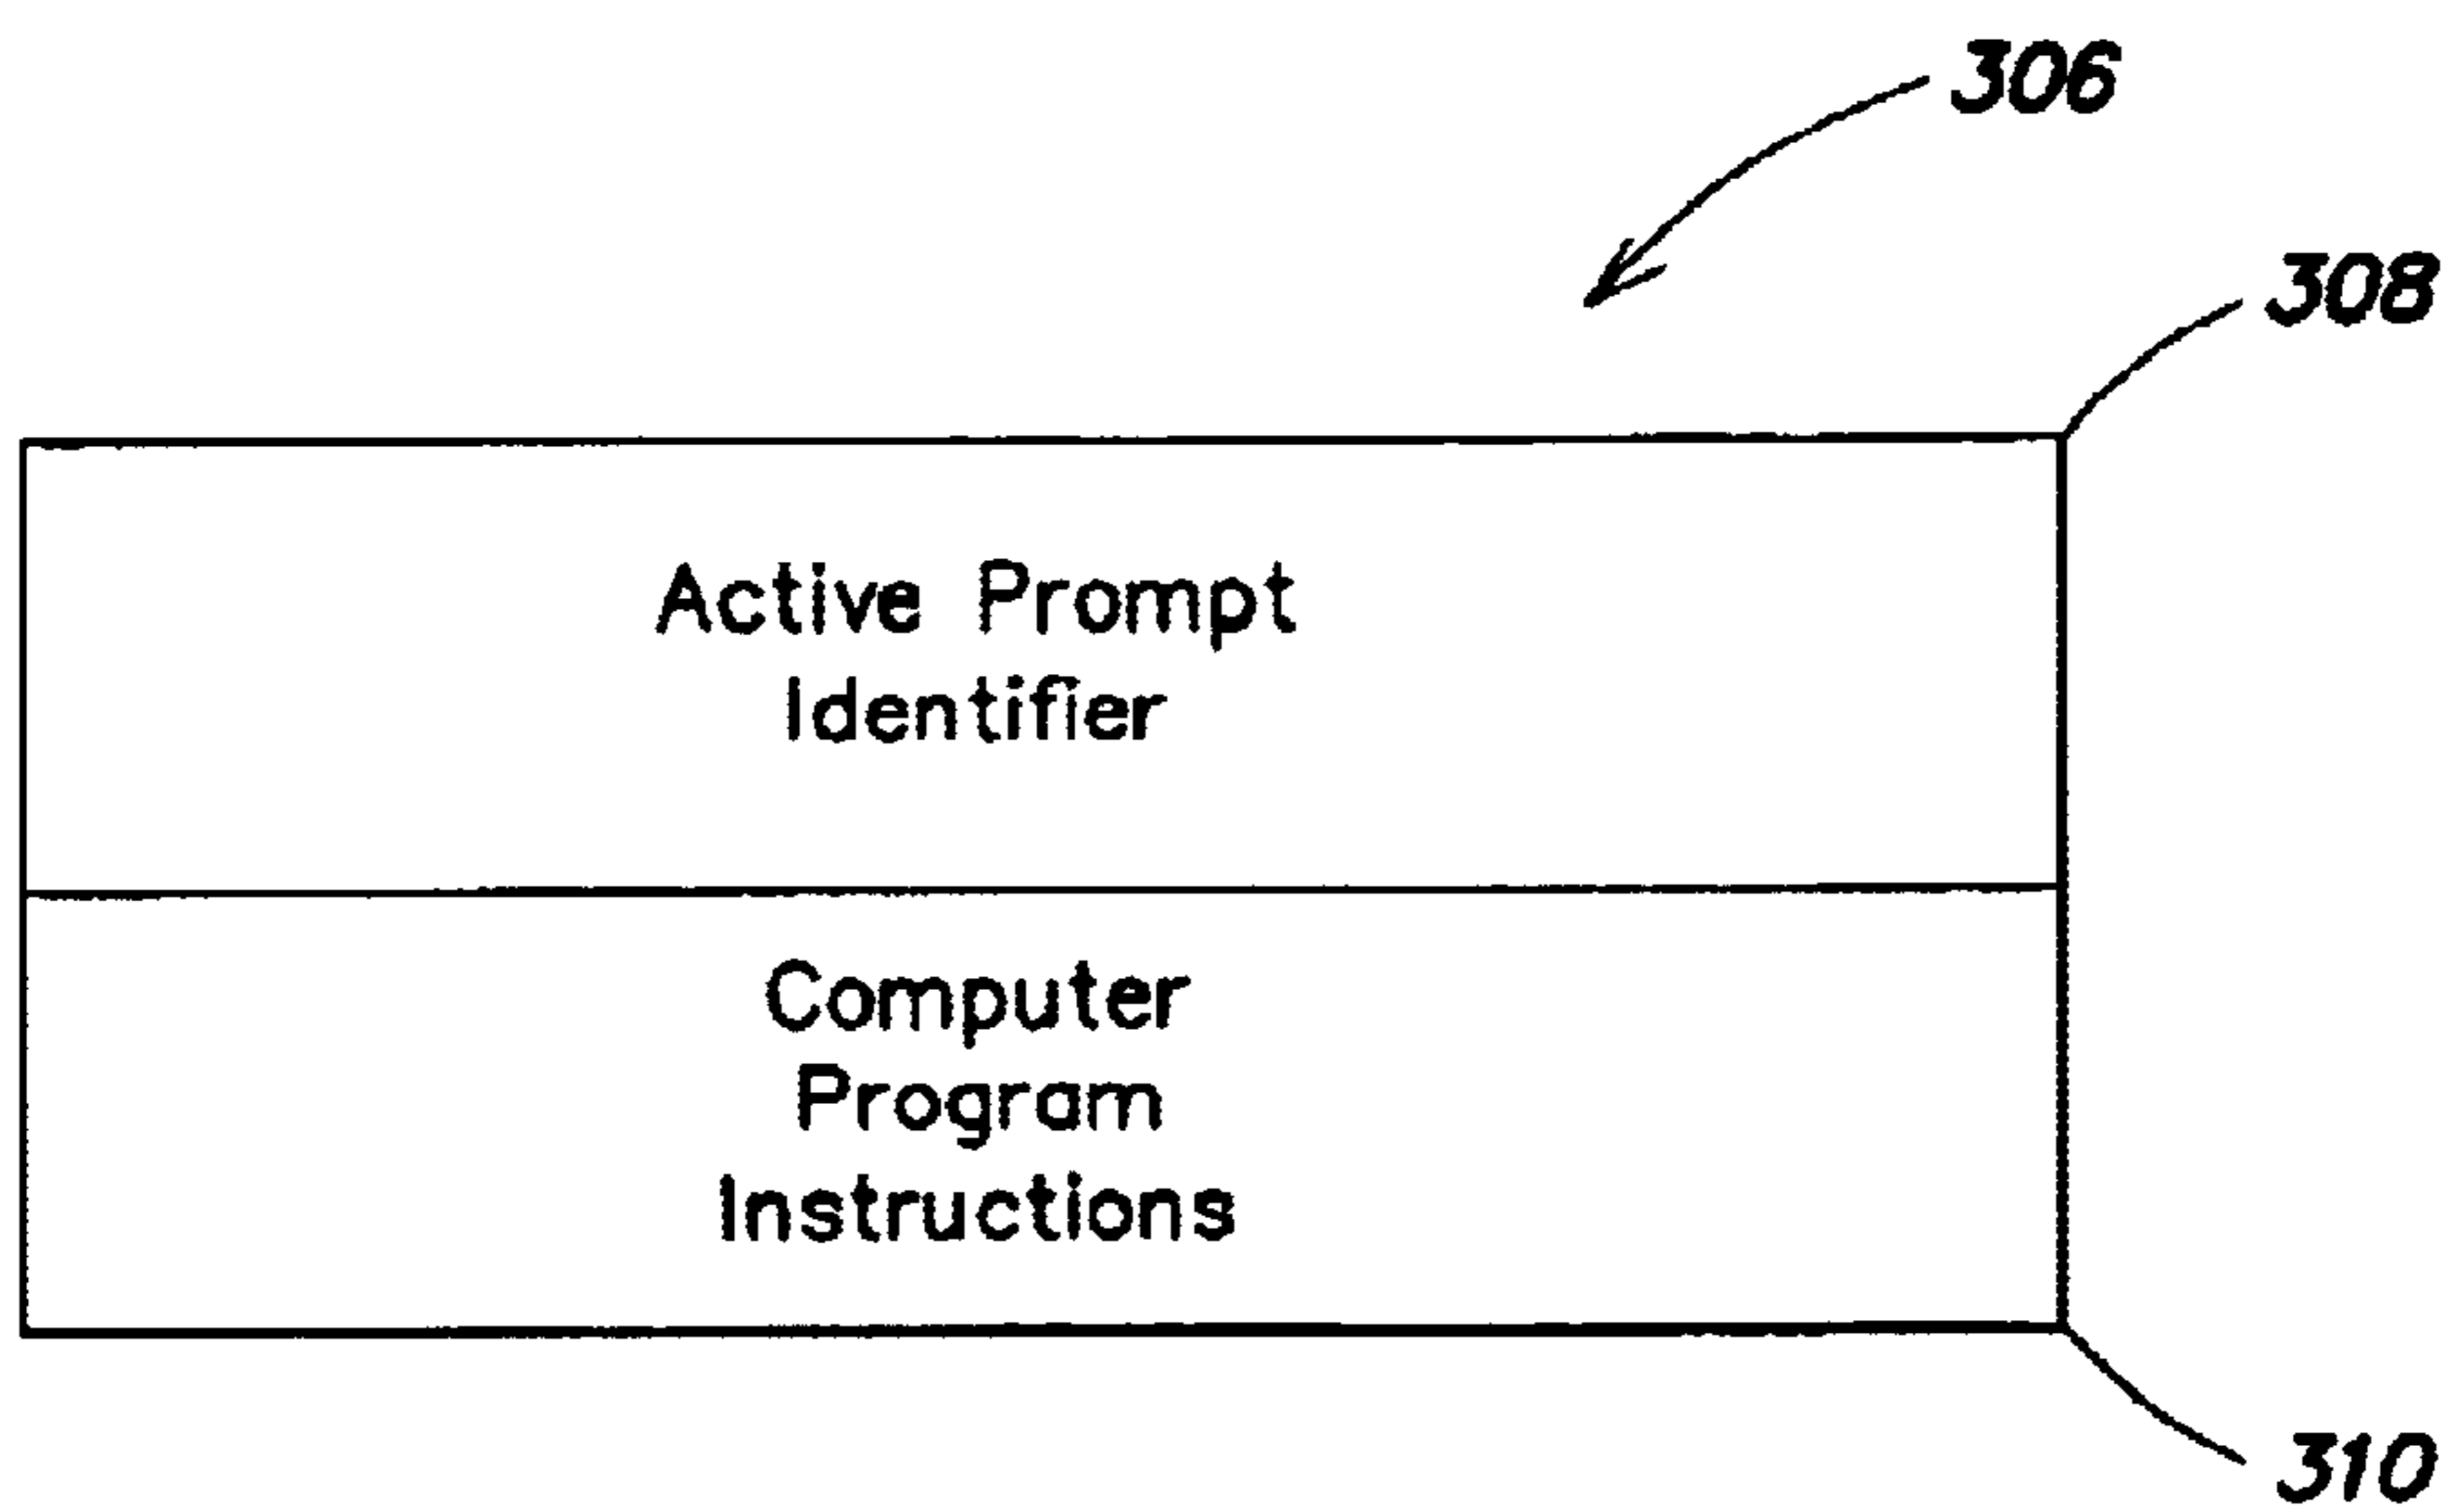 306
308
Active Prompt
Identifier
Computer
Program
Instructions
310